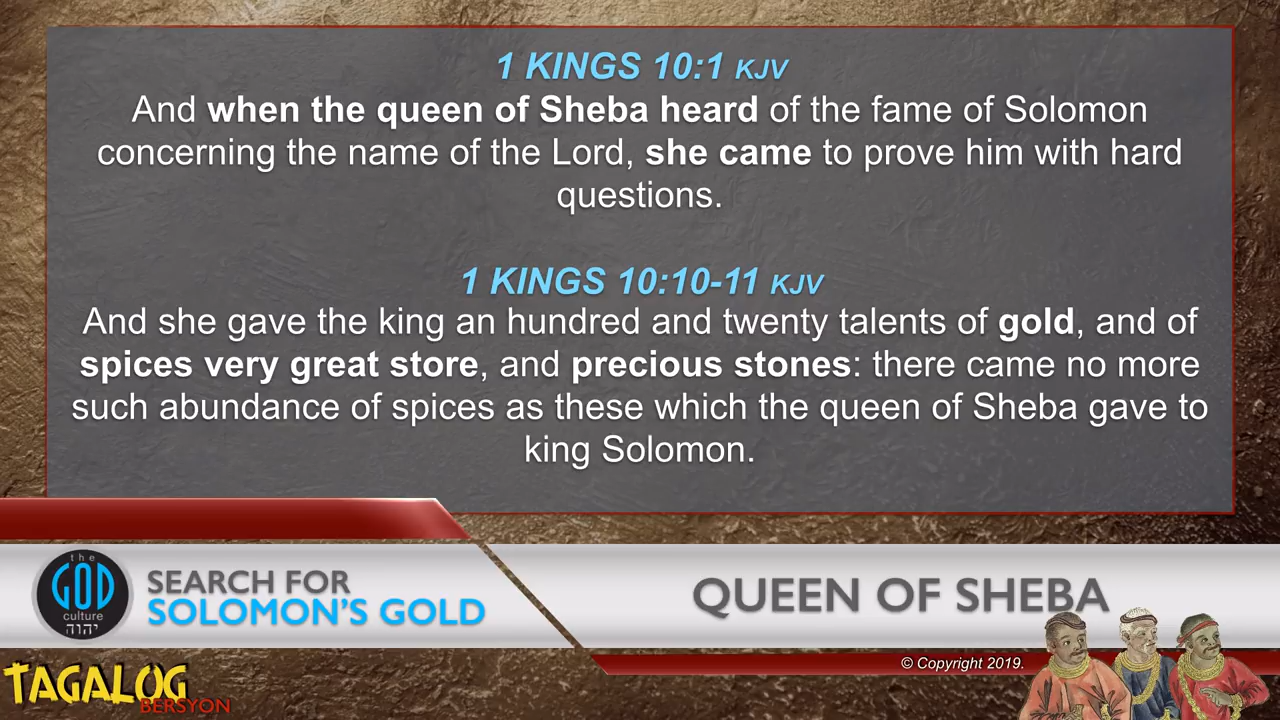 1 KINGS 10:1 KJV
And when the queen of Sheba heard of the fame of Solomon
concerning the name of the Lord, she came to prove him with hard
questions.
1 KINGS 10:10-11 KJV
And she gave the king an hundred and twenty talents of gold, and of
spices very great store, and precious stones: there came no more
such abundance of spices as these which the queen of Sheba gave to
king Solomon.
the
GOD
culture
יהוה
SEARCH FOR
SOLOMON'S GOLD
QUEEN OF SHEBA
© Copyright 2019.
TAGALOG
BERSYON